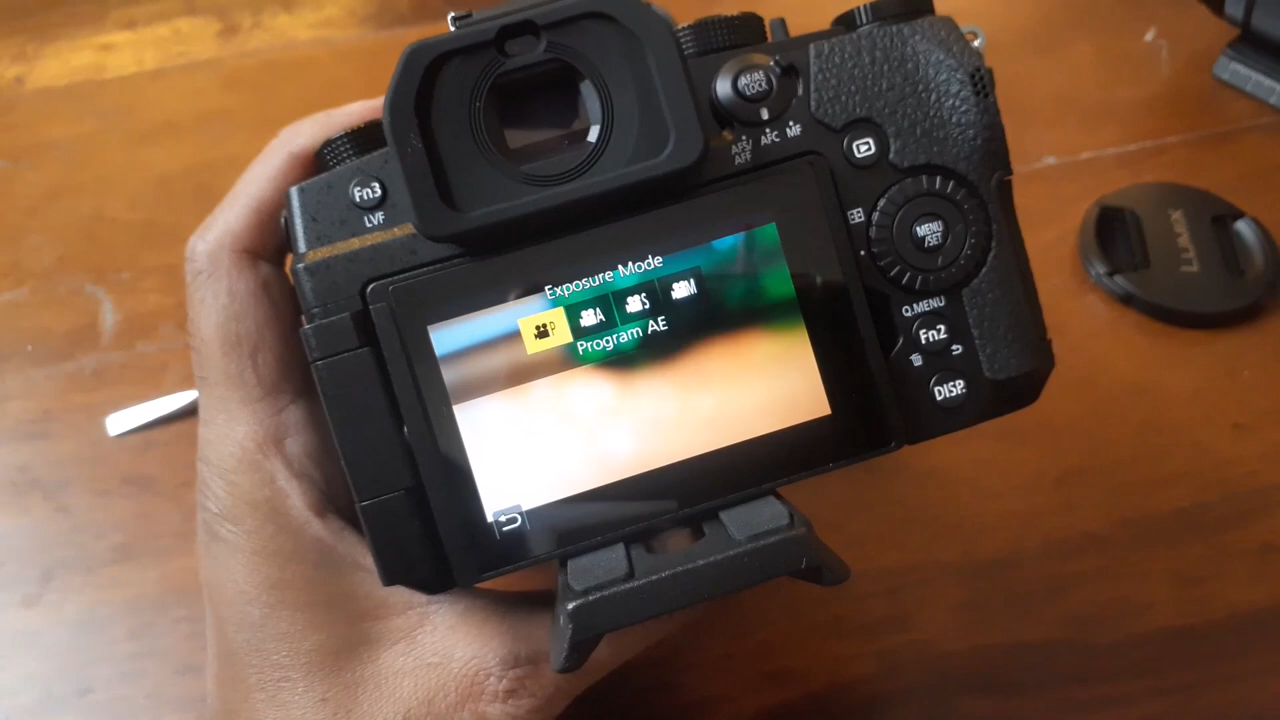 AF/AE
LOCK
AFS/
AFF
AFC
MF
Fn3
LVF
MENU
/SET
Exposure Mode
P
A
S
M
Program AE
Q.MENU
Fn2
DISP.
LUMIX